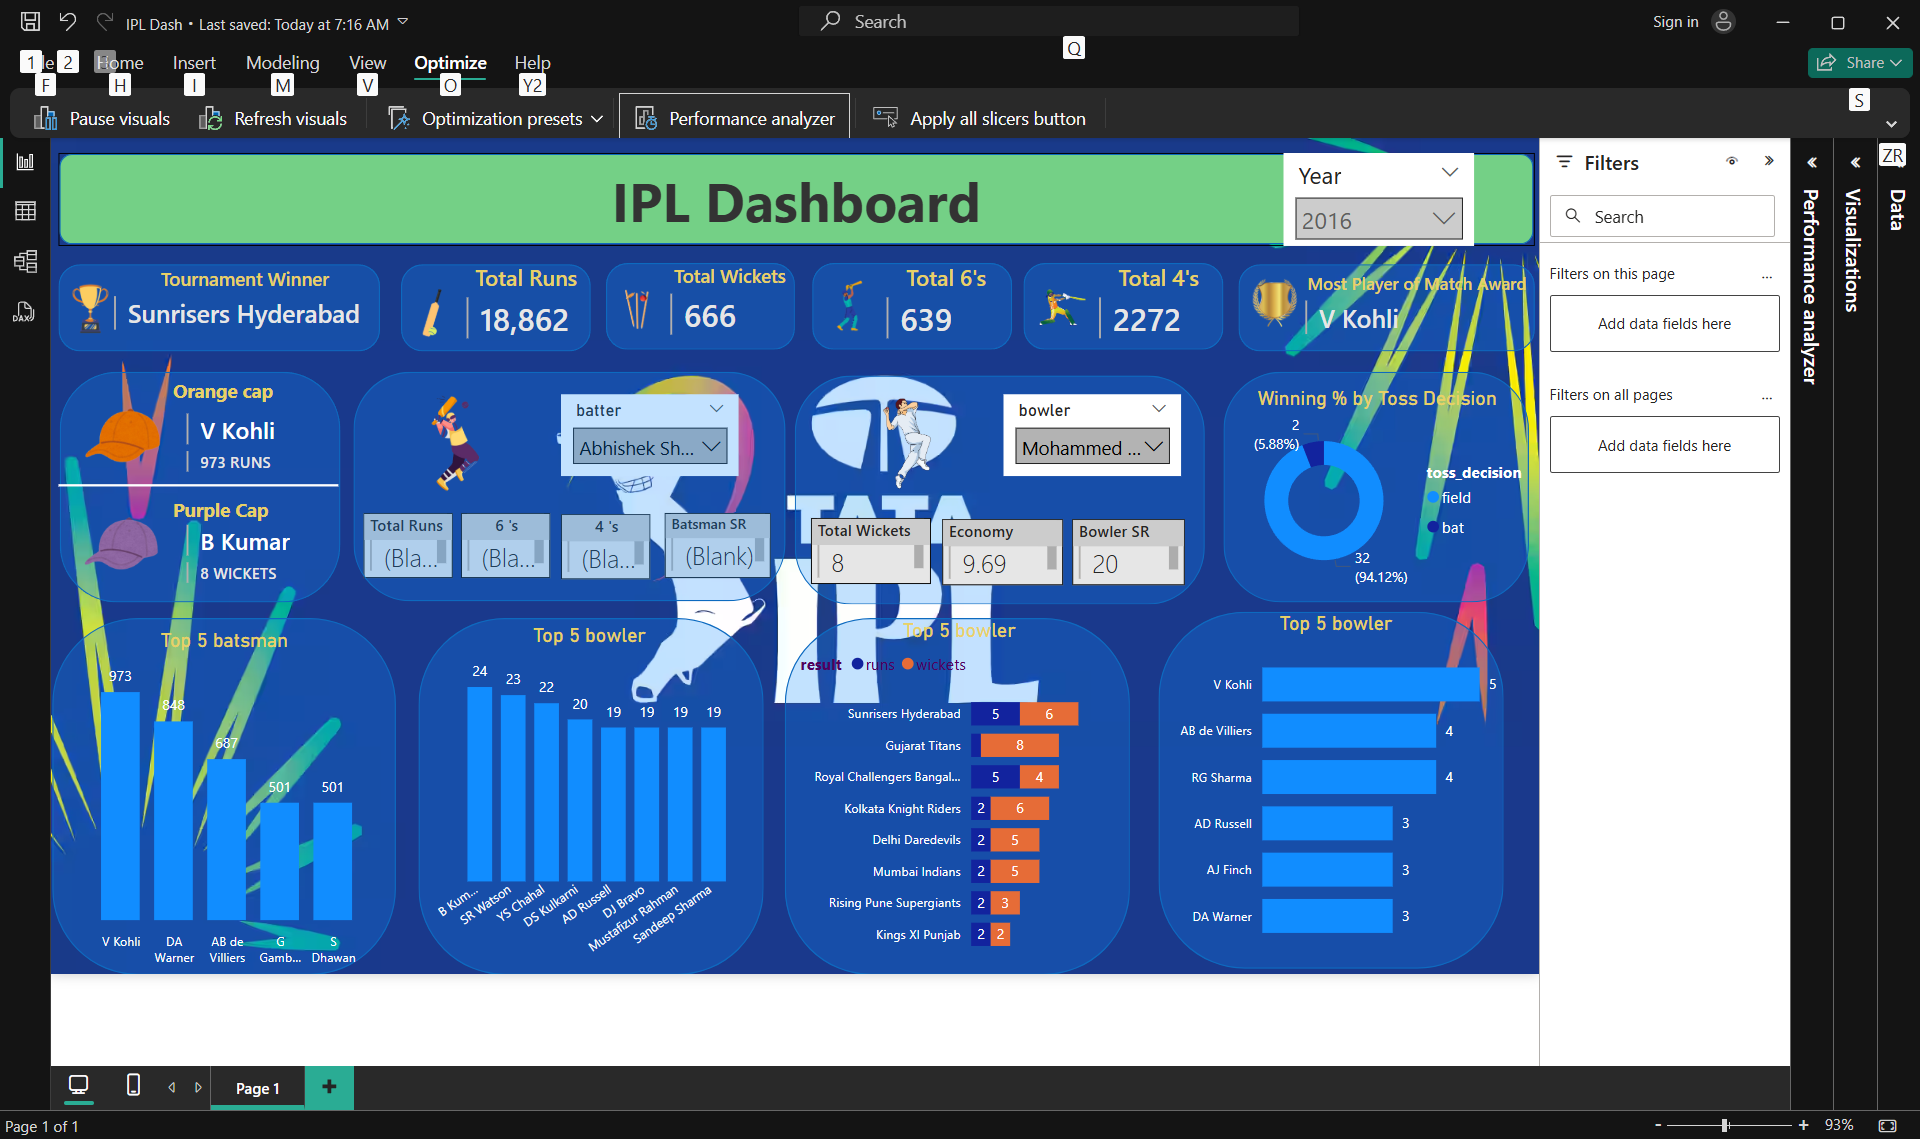 IPL Dash • Last saved: Today at 7:16 AM
Search
Sign in
1
2
Home
Insert
Modeling
View
Optimize
Help
Q
Share
F
H
I
M
V
O
Y2
S
Pause visuals
Refresh visuals
Optimization presets
Performance analyzer
Apply all slicers button
ZR
IPL Dashboard
Year
2016
Tournament Winner
Sunrisers Hyderabad
Total Runs
18,862
Total Wickets
666
Total 6's
639
Total 4's
2272
Most Player of Match Award
V Kohli
Orange cap
V Kohli
973 RUNS
Purple Cap
B Kumar
8 WICKETS
batter
Abhishek Sh...
Total Runs
(Bla...
6 's
(Bla...
4 's
(Bla...
Batsman SR
(Blank)
bowler
Mohammed ...
TATA
IPL
Total Wickets
8
Economy
9.69
Bowler SR
20
Winning % by Toss Decision
2
(5.88%)
32
(94.12%)
toss_decision
field
bat
Top 5 batsman
973
848
687
501
501
V Kohli
DA Warner
AB de Villiers
G Gamb...
S Dhawan
Top 5 bowler
24
23
22
20
19
19
19
19
B Kum...
SR Watson
YS Chahal
DS Kulkarni
AD Russell
DJ Bravo
Mustafizur Rahman
Sandeep Sharma
Top 5 bowler
result runs wickets
Sunrisers Hyderabad 5 6
Gujarat Titans 8
Royal Challengers Bangal... 5 4
Kolkata Knight Riders 2 6
Delhi Daredevils 2 5
Mumbai Indians 2 5
Rising Pune Supergiants 2 3
Kings XI Punjab 2 2
Top 5 bowler
V Kohli 5
AB de Villiers 4
RG Sharma 4
AD Russell 3
AJ Finch 3
DA Warner 3
Filters
Search
Filters on this page
...
Add data fields here
Filters on all pages
...
Add data fields here
Performance analyzer
Visualizations
Data
DAX
Page 1
Page 1 of 1
93%